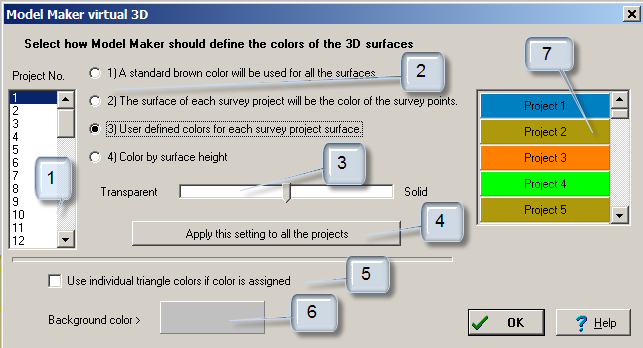 Model Maker virtual 3D
Select how Model Maker should define the colors of the 3D surfaces
Project No.
1
2
3
4
5
6
7
8
9
10
11
12
1) A standard brown color will be used for all the surfaces
2) The surface of each survey project will be the color of the survey points.
3) User defined colors for each survey project surface.
4) Color by surface height
Transparent
Solid
Apply this setting to all the projects
Use individual triangle colors if color is assigned
Background color >
Project 1
Project 2
Project 3
Project 4
Project 5
OK
? Help
1
2
3
4
5
6
7